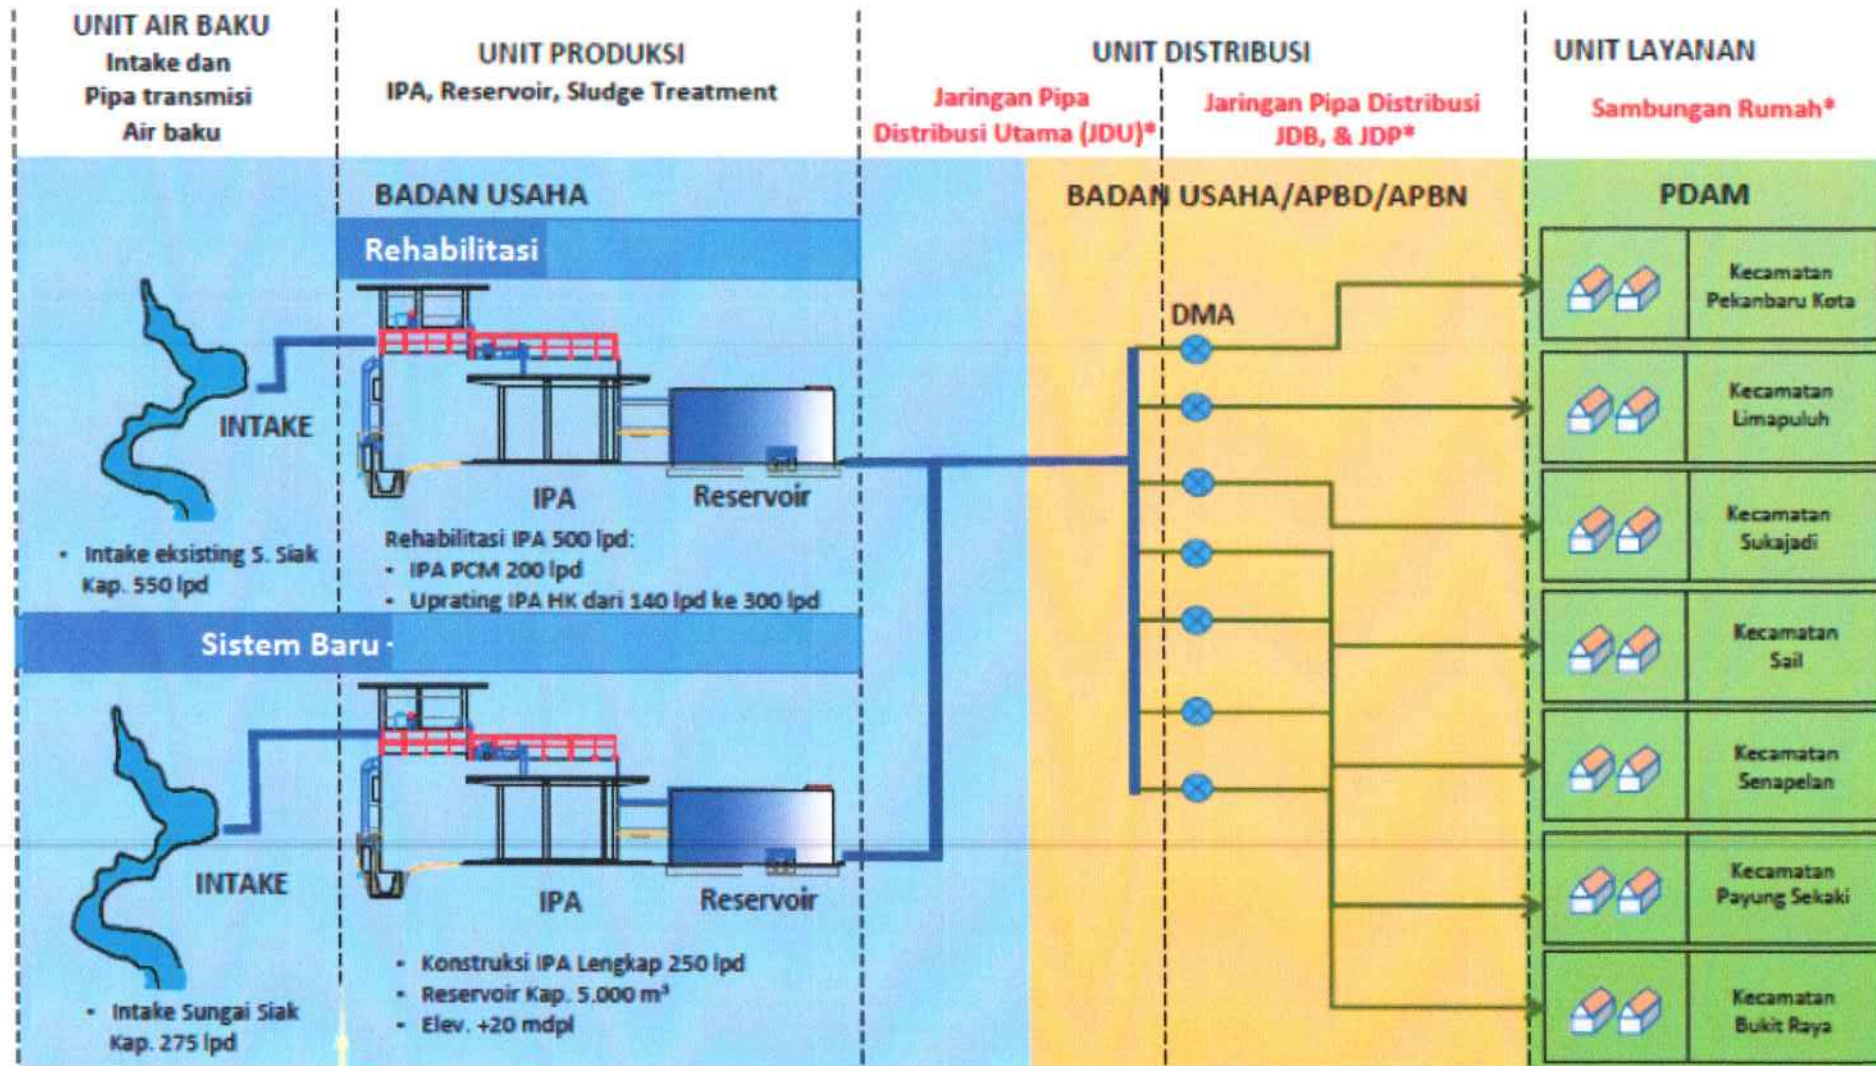 UNIT AIR BAKU
Intake dan
Pipa transmisi
Air baku
UNIT PRODUKSI
IPA, Reservoir, Sludge Treatment
UNIT DISTRIBUSI
Jaringan Pipa
Distribusi Utama (JDU)*
Jaringan Pipa Distribusi
JDB, & JDP*
UNIT LAYANAN
Sambungan Rumah*
BADAN USAHA
BADAN USAHA/APBD/APBN
PDAM
Rehabilitasi
INTAKE
IPA
Reservoir
• Intake eksisting S. Siak
Kap. 550 lpd
Rehabilitasi IPA 500 lpd:
• IPA PCM 200 lpd
• Uprating IPA HK dari 140 lpd ke 300 lpd
Sistem Baru
INTAKE
IPA
Reservoir
• Intake Sungai Siak
Kap. 275 lpd
• Konstruksi IPA Lengkap 250 lpd
• Reservoir Kap. 5.000 m³
• Elev. +20 mdpl
DMA
Kecamatan
Pekanbaru Kota
Kecamatan
Limapuluh
Kecamatan
Sukajadi
Kecamatan
Sail
Kecamatan
Senapelan
Kecamatan
Payung Sekaki
Kecamatan
Bukit Raya